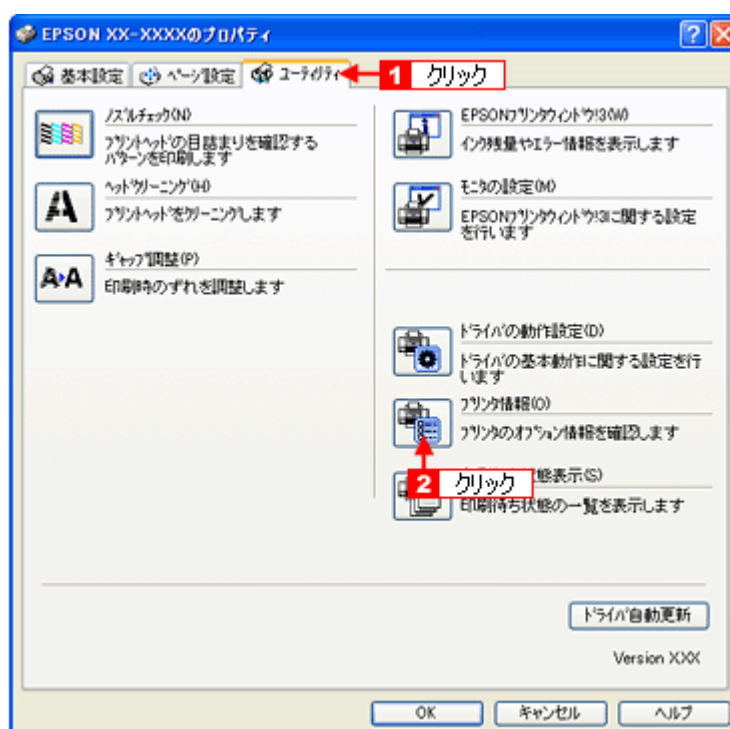 EPSON XX-XXXXのプロパティ
基本設定 ページ設定 ユーティリティ
1 クリック
ノズルチェック(N)
プリントヘッドの目詰まりを確認する
パターンを印刷します
ヘッドクリーニング(H)
プリントヘッドをクリーニングします
ギャップ調整(P)
印刷時のずれを調整します
EPSONプリンタウィンドウ!3(W)
インク残量やエラー情報を表示します
モニタの設定(M)
EPSONプリンタウィンドウ!3に関する設定
を行います
ドライバの動作設定(D)
ドライバの基本動作に関する設定を行
います
プリンタ情報(O)
プリンタのオプション情報を確認します
2 クリック
態表示(S)
印刷待ち状態の一覧を表示します
ドライバ自動更新
Version XXX
OK キャンセル ヘルプ